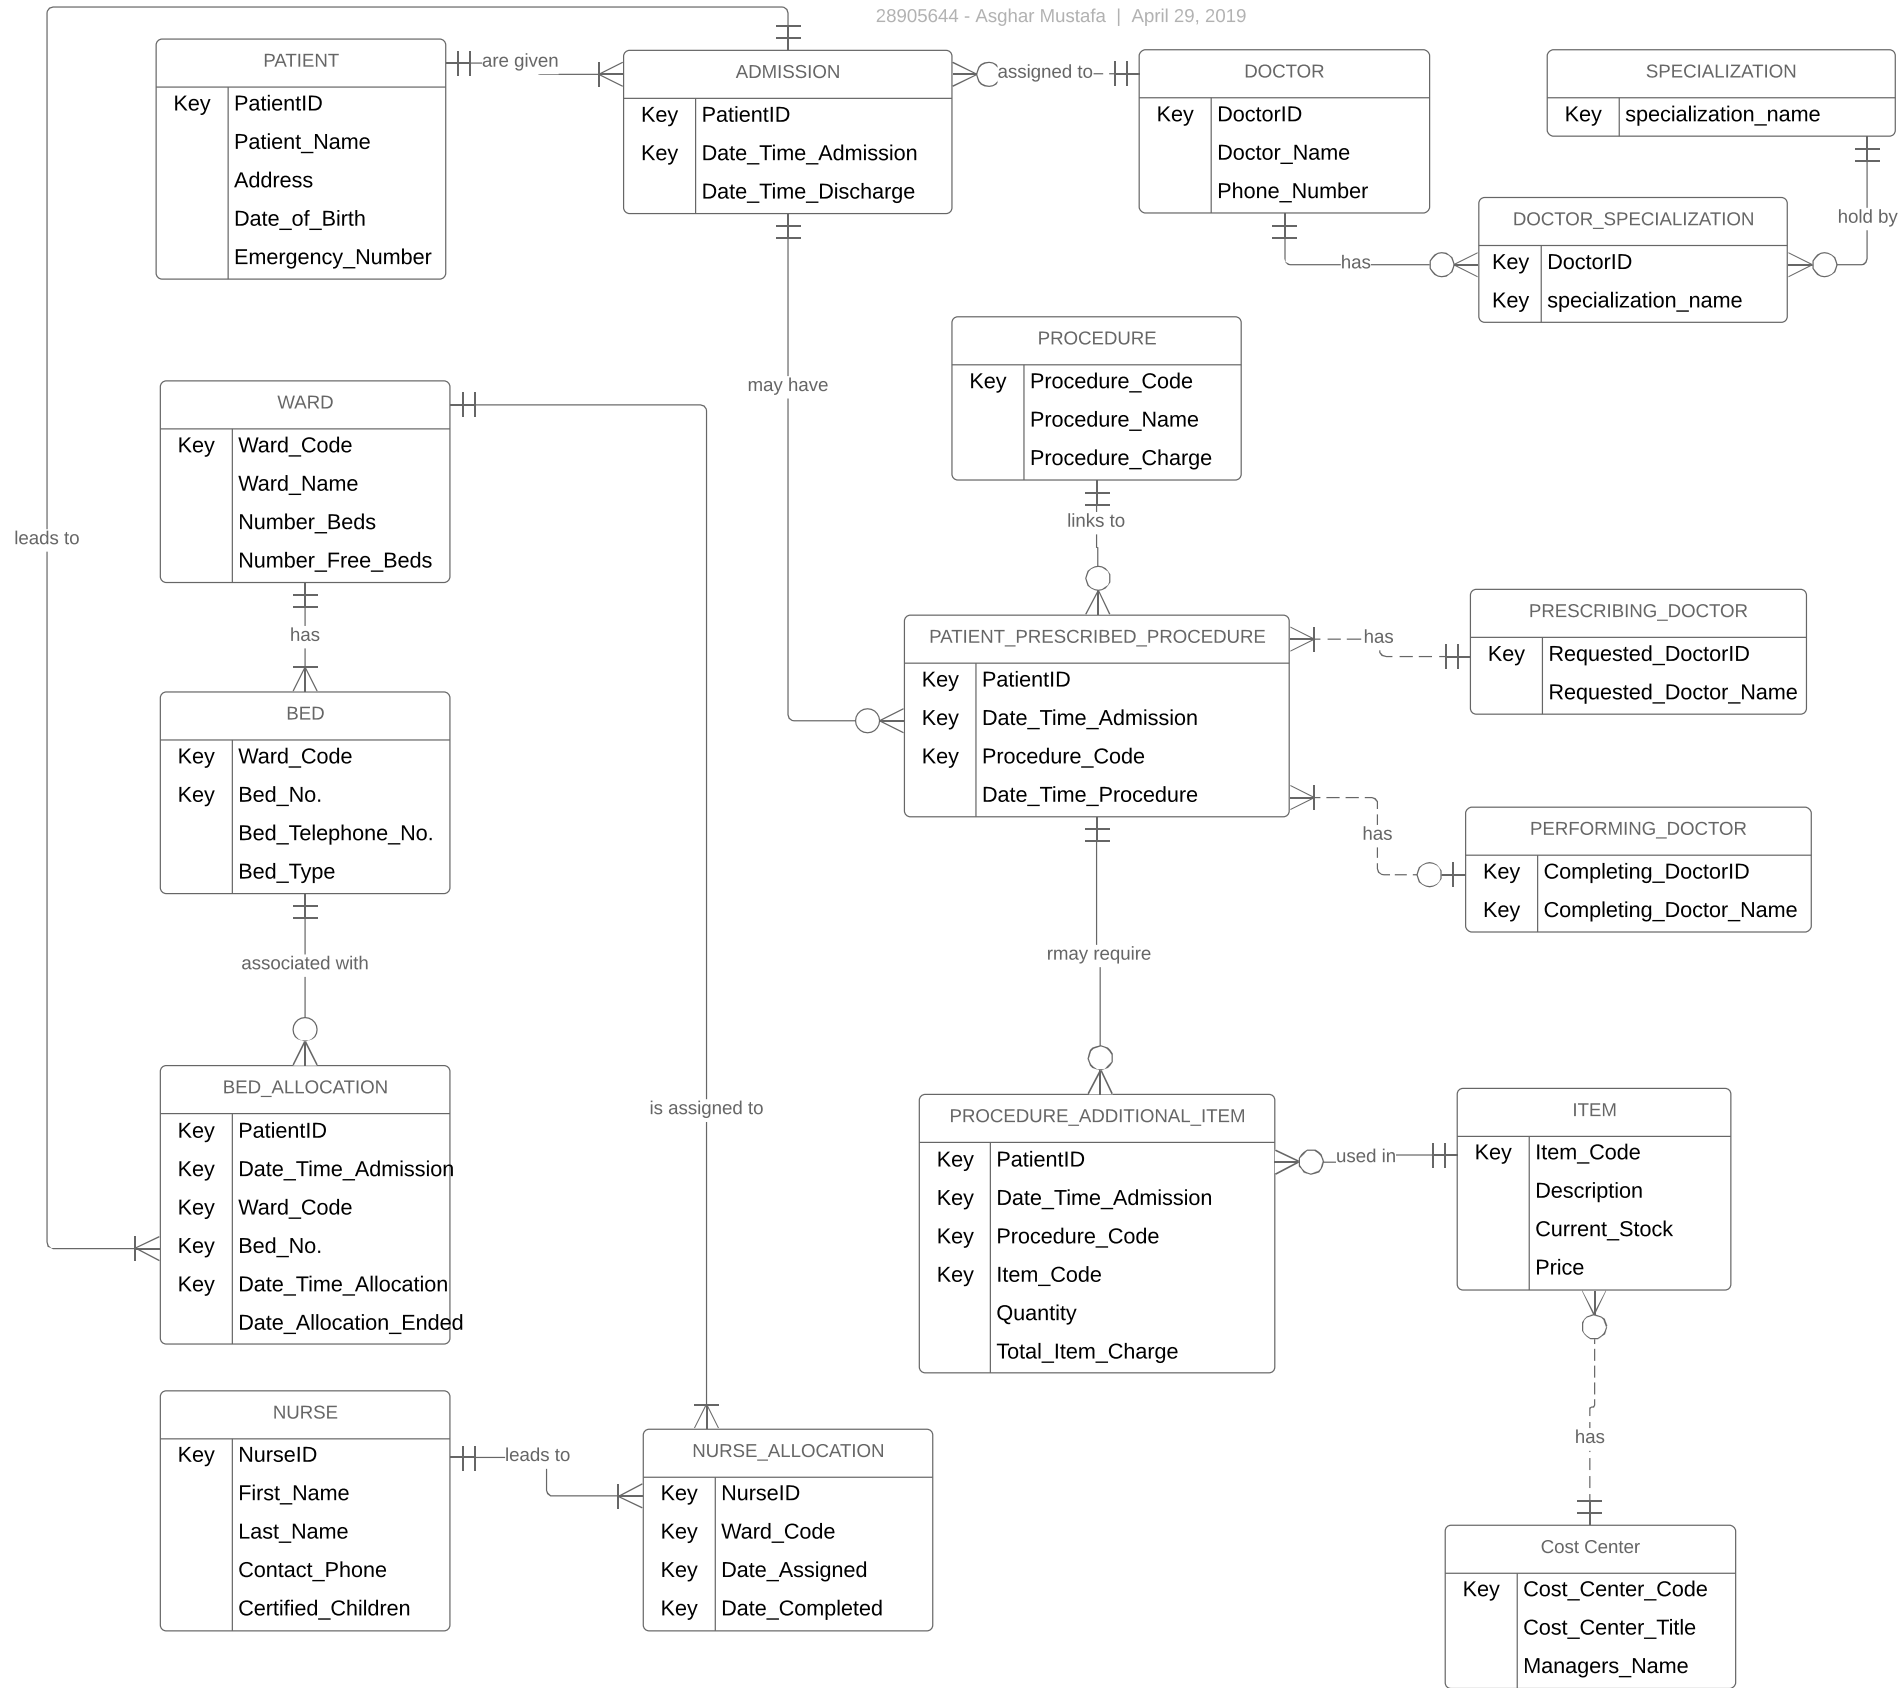 28905644 - Asghar Mustafa | April 29, 2019
PATIENT
Key PatientID
Patient_Name
Address
Date_of_Birth
Emergency_Number
are given
ADMISSION
Key PatientID
Key Date_Time_Admission
Date_Time_Discharge
assigned to
DOCTOR
Key DoctorID
Doctor_Name
Phone_Number
SPECIALIZATION
Key specialization_name
hold by
DOCTOR_SPECIALIZATION
Key DoctorID
Key specialization_name
has
may have
PROCEDURE
Key Procedure_Code
Procedure_Name
Procedure_Charge
links to
WARD
Key Ward_Code
Ward_Name
Number_Beds
Number_Free_Beds
leads to
has
BED
Key Ward_Code
Key Bed_No.
Bed_Telephone_No.
Bed_Type
associated with
PATIENT_PRESCRIBED_PROCEDURE
Key PatientID
Key Date_Time_Admission
Key Procedure_Code
Date_Time_Procedure
has
PRESCRIBING_DOCTOR
Key Requested_DoctorID
Requested_Doctor_Name
has
PERFORMING_DOCTOR
Key Completing_DoctorID
Key Completing_Doctor_Name
rmay require
BED_ALLOCATION
Key PatientID
Key Date_Time_Admission
Key Ward_Code
Key Bed_No.
Key Date_Time_Allocation
Date_Allocation_Ended
is assigned to
PROCEDURE_ADDITIONAL_ITEM
Key PatientID
Key Date_Time_Admission
Key Procedure_Code
Key Item_Code
Quantity
Total_Item_Charge
used in
ITEM
Key Item_Code
Description
Current_Stock
Price
has
NURSE
Key NurseID
First_Name
Last_Name
Contact_Phone
Certified_Children
leads to
NURSE_ALLOCATION
Key NurseID
Key Ward_Code
Key Date_Assigned
Key Date_Completed
Cost Center
Key Cost_Center_Code
Cost_Center_Title
Managers_Name